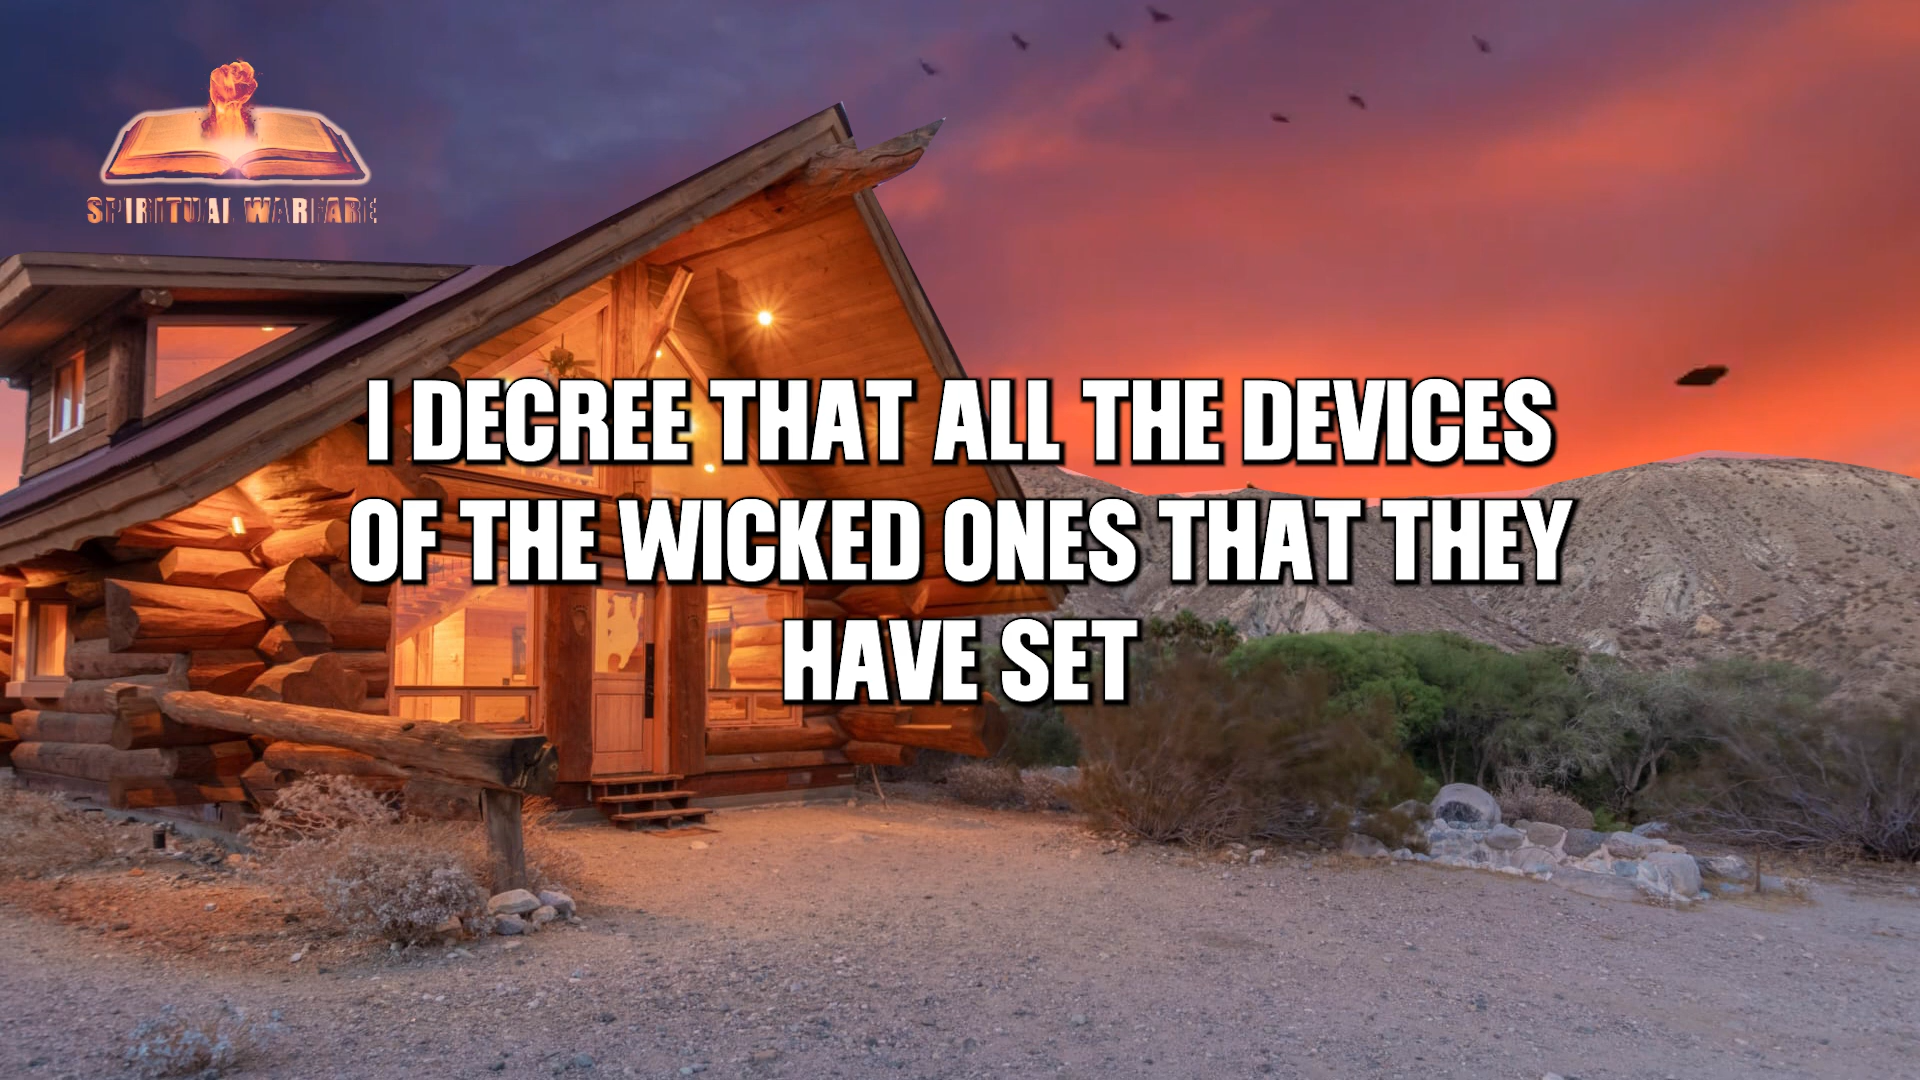 SPIRITUAL WARFARE
I DECREE THAT ALL THE DEVICES
OF THE WICKED ONES THAT THEY
HAVE SET